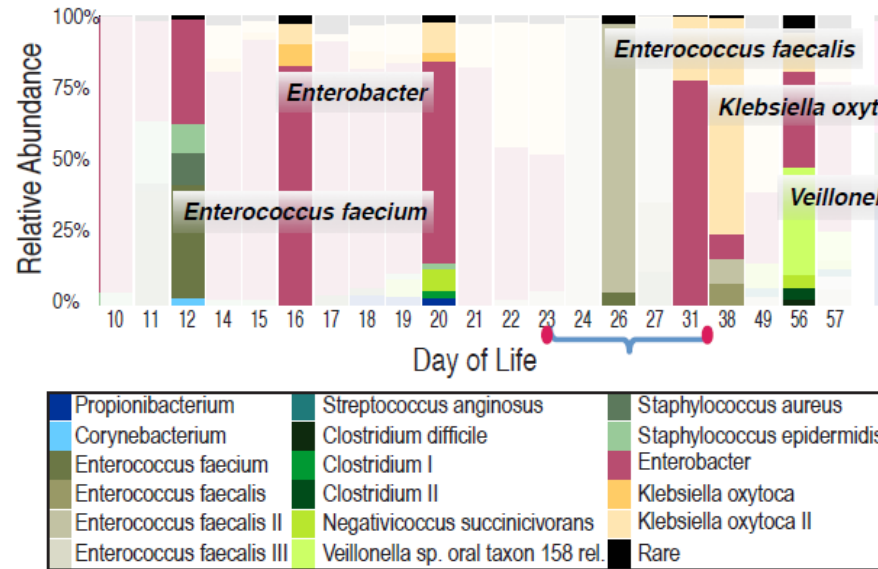 100%
75%
50%
25%
0%
Relative Abundance
Enterobacter
Enterococcus faecium
Enterococcus faecalis
Klebsiella oxyt
Veillonel
10 11 12 14 15 16 17 18 19 20 21 22 23 24 26 27 31 38 49 56 57
Day of Life
Propionibacterium
Corynebacterium
Enterococcus faecium
Enterococcus faecalis
Enterococcus faecalis II
Enterococcus faecalis III
Streptococcus anginosus
Clostridium difficile
Clostridium I
Clostridium II
Negativicoccus succinicivorans
Veillonella sp. oral taxon 158 rel.
Staphylococcus aureus
Staphylococcus epidermidis
Enterobacter
Klebsiella oxytoca
Klebsiella oxytoca II
Rare